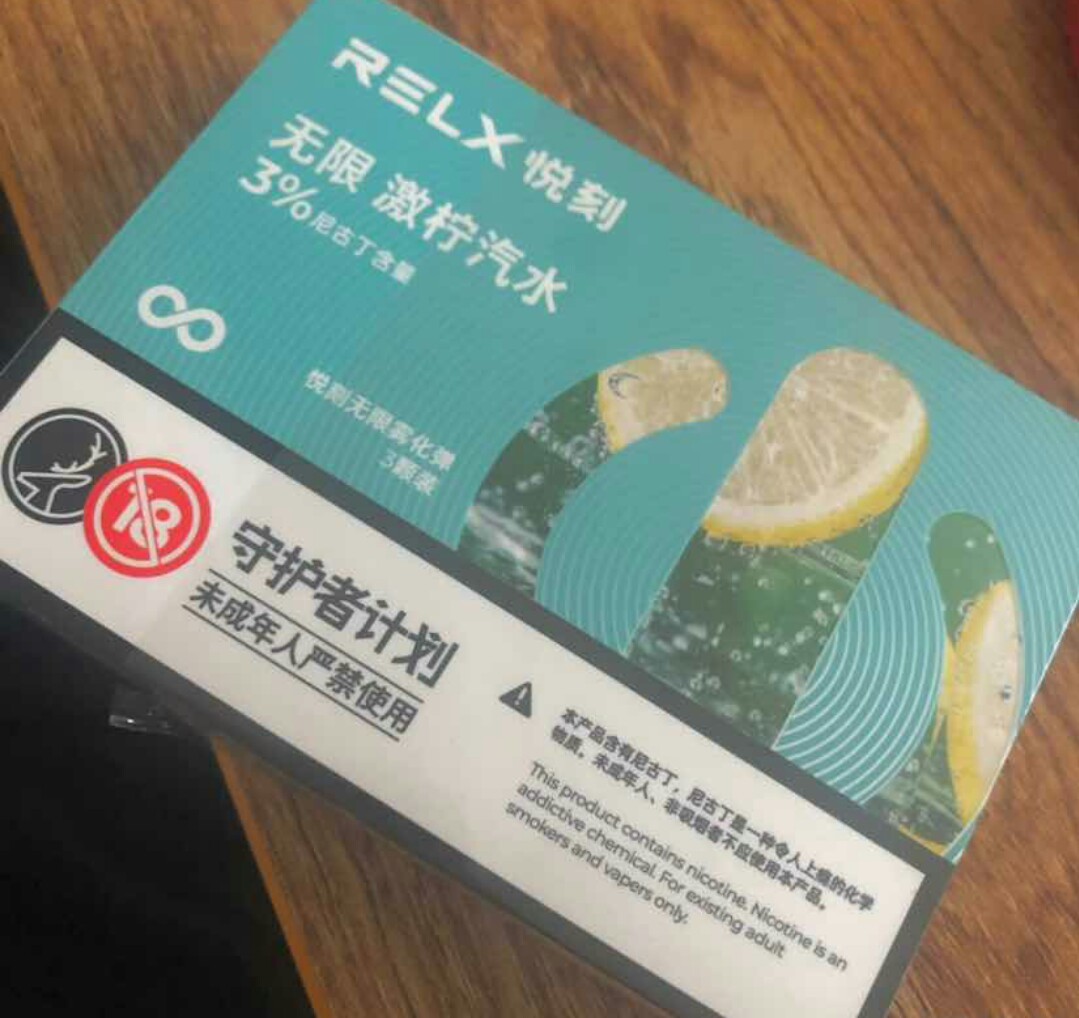 RELX 悦刻
无限 激柠汽水
3%尼古丁含量
悦刻无限雾化弹
3颗装
18
守护者计划
未成年人严禁使用
本产品含有尼古丁，尼古丁是一种令人上瘾的化学
物质。未成年人、非吸烟者不应使用本产品。
This product contains nicotine. Nicotine is an
addictive chemical. For existing adult
smokers and vapers only.